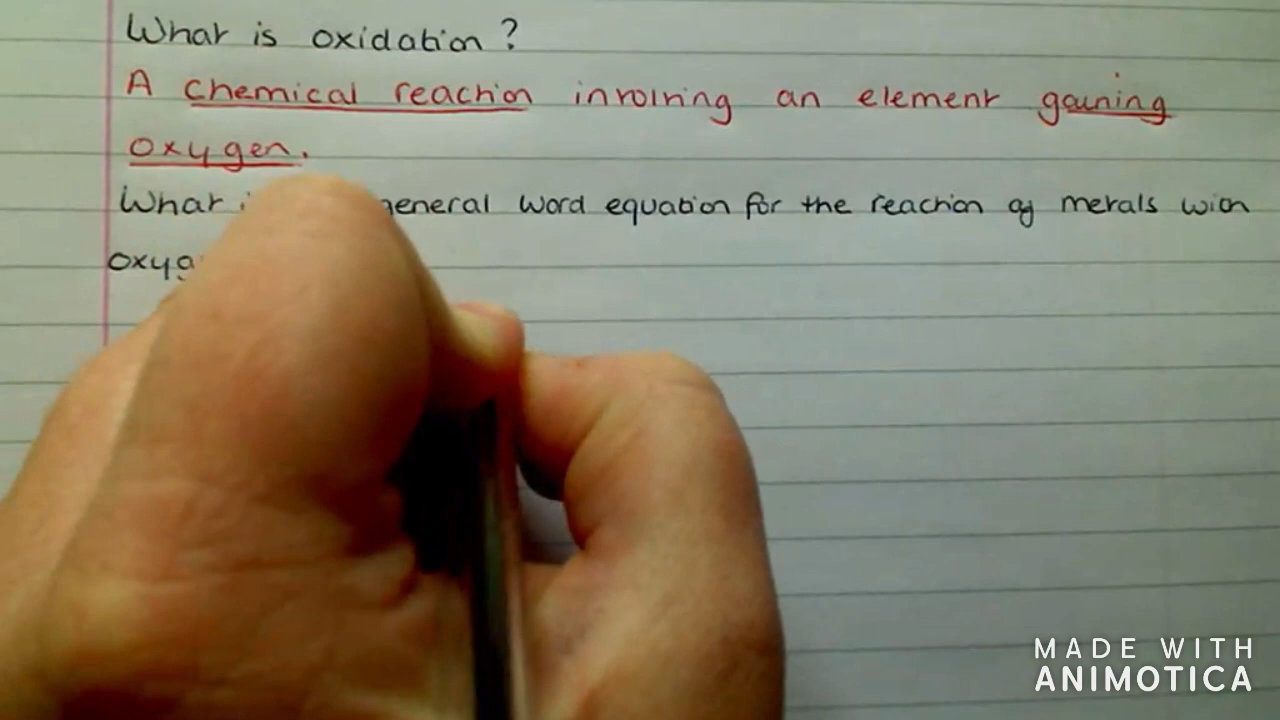 What is oxidation?
A chemical reaction involving an element gaining
oxygen.
What general word equation for the reaction of metals with
MADE WITH
ANIMOTICA